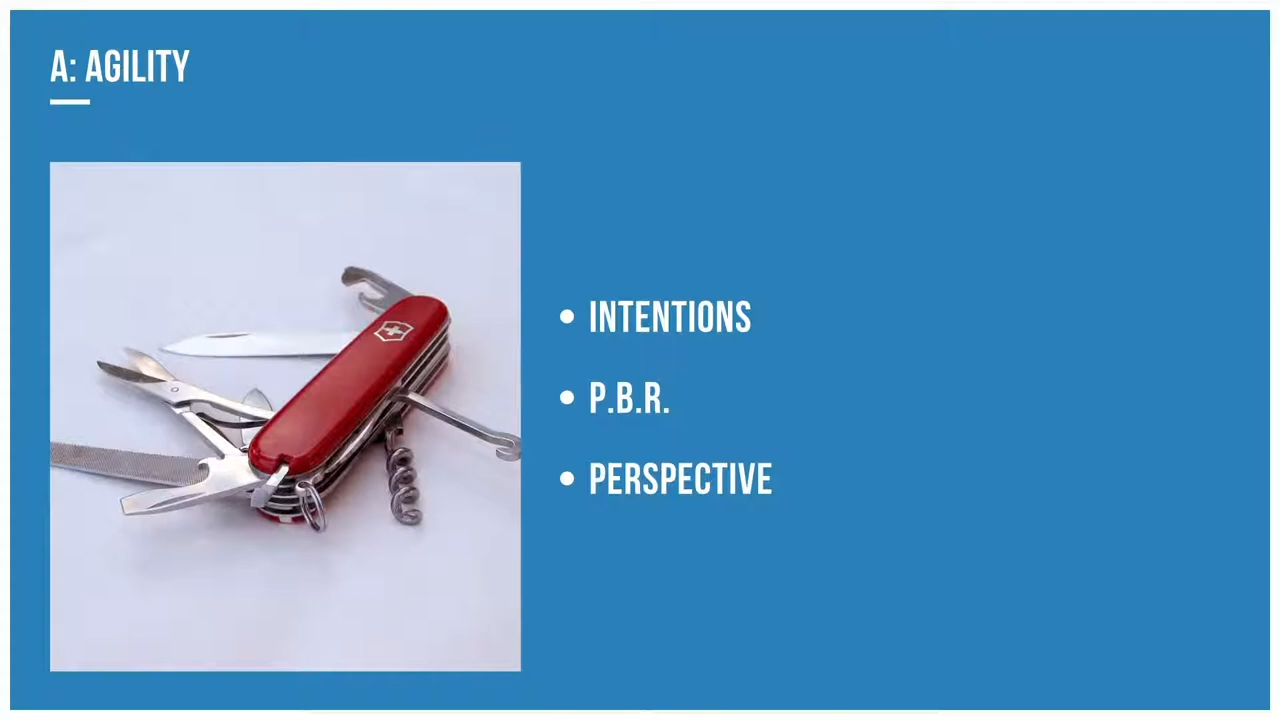 A: AGILITY
• INTENTIONS
• P.B.R.
• PERSPECTIVE